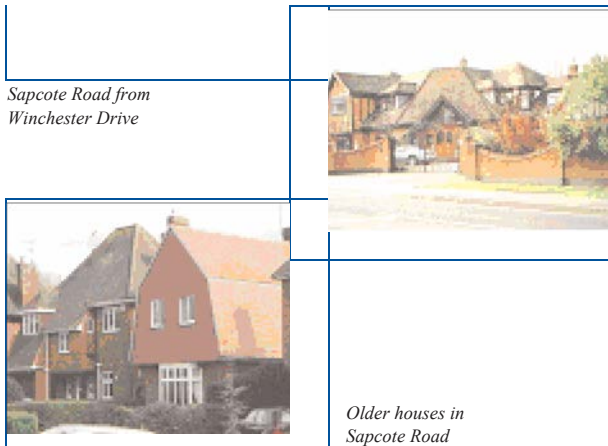 Sapcote Road from
Winchester Drive
Older houses in
Sapcote Road